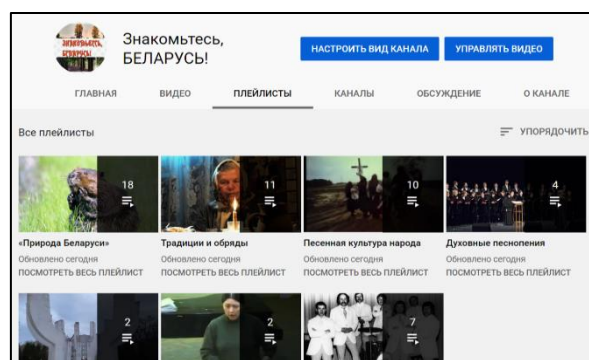 ЗНАКОМЬТЕСЬ,
БЕЛАРУСЬ!
Знакомьтесь,
БЕЛАРУСЬ!
НАСТРОИТЬ ВИД КАНАЛА
УПРАВЛЯТЬ ВИДЕО
ГЛАВНАЯ ВИДЕО ПЛЕЙЛИСТЫ КАНАЛЫ ОБСУЖДЕНИЕ О КАНАЛЕ
Все плейлисты
УПОРЯДОЧИТЬ
18 11 10 4
«Природа Беларуси» Традиции и обряды Песенная культура народа Духовные песнопения
Обновлено сегодня Обновлено сегодня Обновлено сегодня Обновлено сегодня
ПОСМОТРЕТЬ ВЕСЬ ПЛЕЙЛИСТ ПОСМОТРЕТЬ ВЕСЬ ПЛЕЙЛИСТ ПОСМОТРЕТЬ ВЕСЬ ПЛЕЙЛИСТ ПОСМОТРЕТЬ ВЕСЬ ПЛЕЙЛИСТ
2 2 7